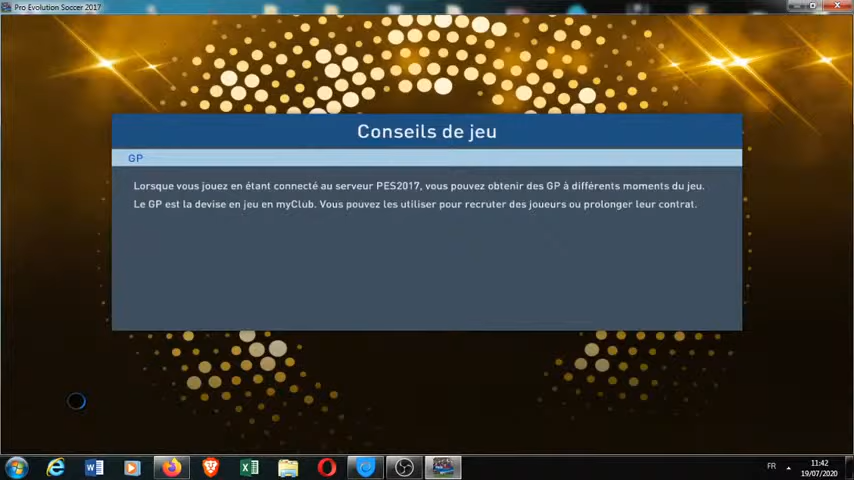 Pro Evolution Soccer 2017
Conseils de jeu
GP
Lorsque vous jouez en étant connecté au serveur PES2017, vous pouvez obtenir des GP à différents moments du jeu.
Le GP est la devise en jeu en myClub. Vous pouvez les utiliser pour recruter des joueurs ou prolonger leur contrat.
FR
11:42
19/07/2020